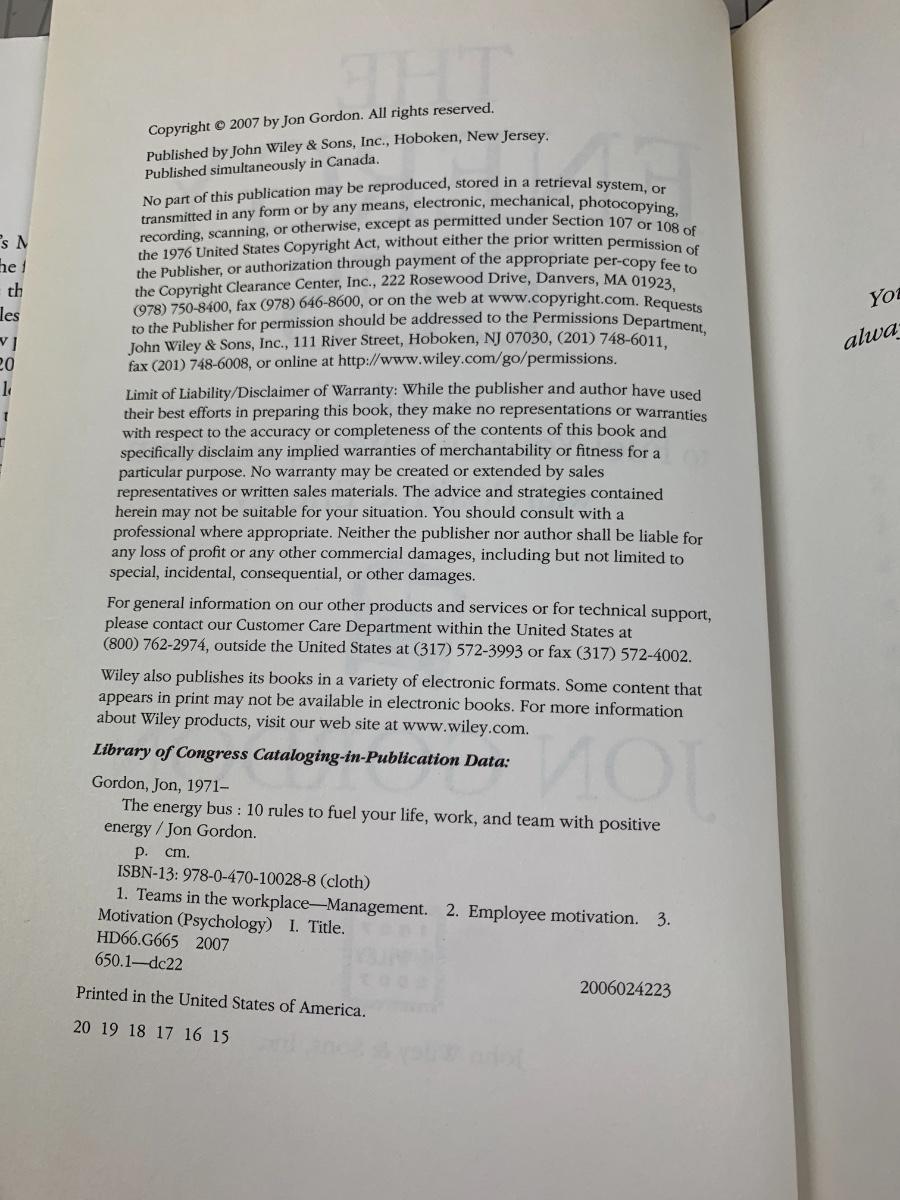 Copyright © 2007 by Jon Gordon. All rights reserved.
Published by John Wiley & Sons, Inc., Hoboken, New Jersey.
Published simultaneously in Canada.
No part of this publication may be reproduced, stored in a retrieval system, or
transmitted in any form or by any means, electronic, mechanical, photocopying,
recording, scanning, or otherwise, except as permitted under Section 107 or 108 of
the 1976 United States Copyright Act, without either the prior written permission of
the Publisher, or authorization through payment of the appropriate per-copy fee to
the Copyright Clearance Center, Inc., 222 Rosewood Drive, Danvers, MA 01923,
(978) 750-8400, fax (978) 646-8600, or on the web at www.copyright.com. Requests
to the Publisher for permission should be addressed to the Permissions Department,
John Wiley & Sons, Inc., 111 River Street, Hoboken, NJ 07030, (201) 748-6011,
fax (201) 748-6008, or online at http://www.wiley.com/go/permissions.
Limit of Liability/Disclaimer of Warranty: While the publisher and author have used
their best efforts in preparing this book, they make no representations or warranties
with respect to the accuracy or completeness of the contents of this book and
specifically disclaim any implied warranties of merchantability or fitness for a
particular purpose. No warranty may be created or extended by sales
representatives or written sales materials. The advice and strategies contained
herein may not be suitable for your situation. You should consult with a
professional where appropriate. Neither the publisher nor author shall be liable for
any loss of profit or any other commercial damages, including but not limited to
special, incidental, consequential, or other damages.
For general information on our other products and services or for technical support,
please contact our Customer Care Department within the United States at
(800) 762-2974, outside the United States at (317) 572-3993 or fax (317) 572-4002.
Wiley also publishes its books in a variety of electronic formats. Some content that
appears in print may not be available in electronic books. For more information
about Wiley products, visit our web site at www.wiley.com.
Library of Congress Cataloging-in-Publication Data:
Gordon, Jon, 1971–
The energy bus : 10 rules to fuel your life, work, and team with positive
energy / Jon Gordon.
p. cm.
ISBN-13: 978-0-470-10028-8 (cloth)
1. Teams in the workplace—Management. 2. Employee motivation. 3.
Motivation (Psychology) I. Title.
HD66.G665 2007
650.1—dc22
2006024223
Printed in the United States of America.
20 19 18 17 16 15